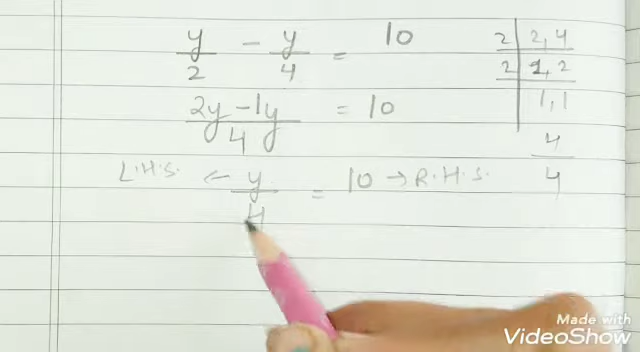 y/2 - y/4 = 10
2y-1y/4 = 10
L.H.S. ← y/4 = 10 → R.H.S.
2 | 2, 4
2 | 1, 2
1, 1
4
4
Made with
VideoShow